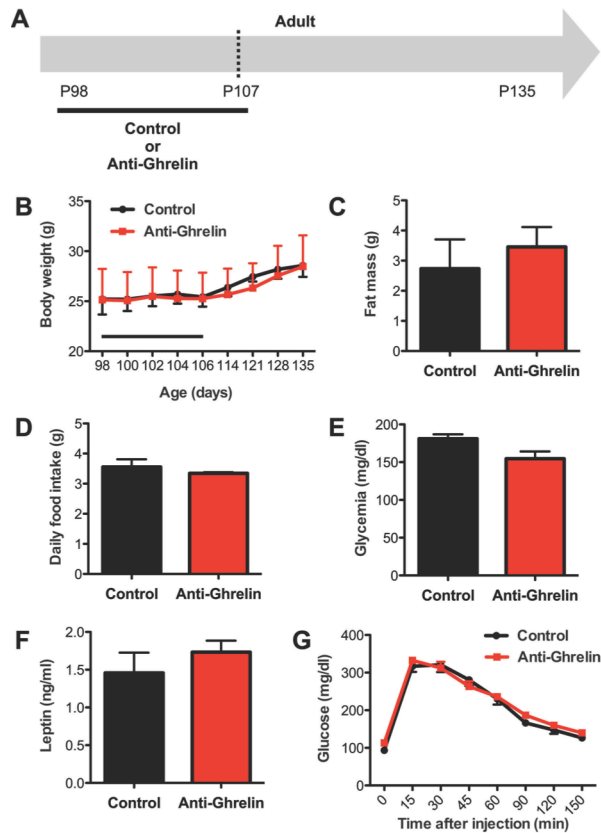 A
Adult
P98 P107 P135
Control
or
Anti-Ghrelin
B
Control
Anti-Ghrelin
Body weight (g)
35
30
25
20
98 100 102 104 106 114 121 128 135
Age (days)
C
Fat mass (g)
5
4
3
2
1
0
Control Anti-Ghrelin
D
Daily food intake (g)
5
4
3
2
1
0
Control Anti-Ghrelin
E
Glycemia (mg/dl)
200
150
100
50
0
Control Anti-Ghrelin
F
Leptin (ng/ml)
2.0
1.5
1.0
0.5
0.0
Control Anti-Ghrelin
G
Control
Anti-Ghrelin
Glucose (mg/dl)
400
300
200
100
0 15 30 45 60 90 120 150
Time after injection (min)